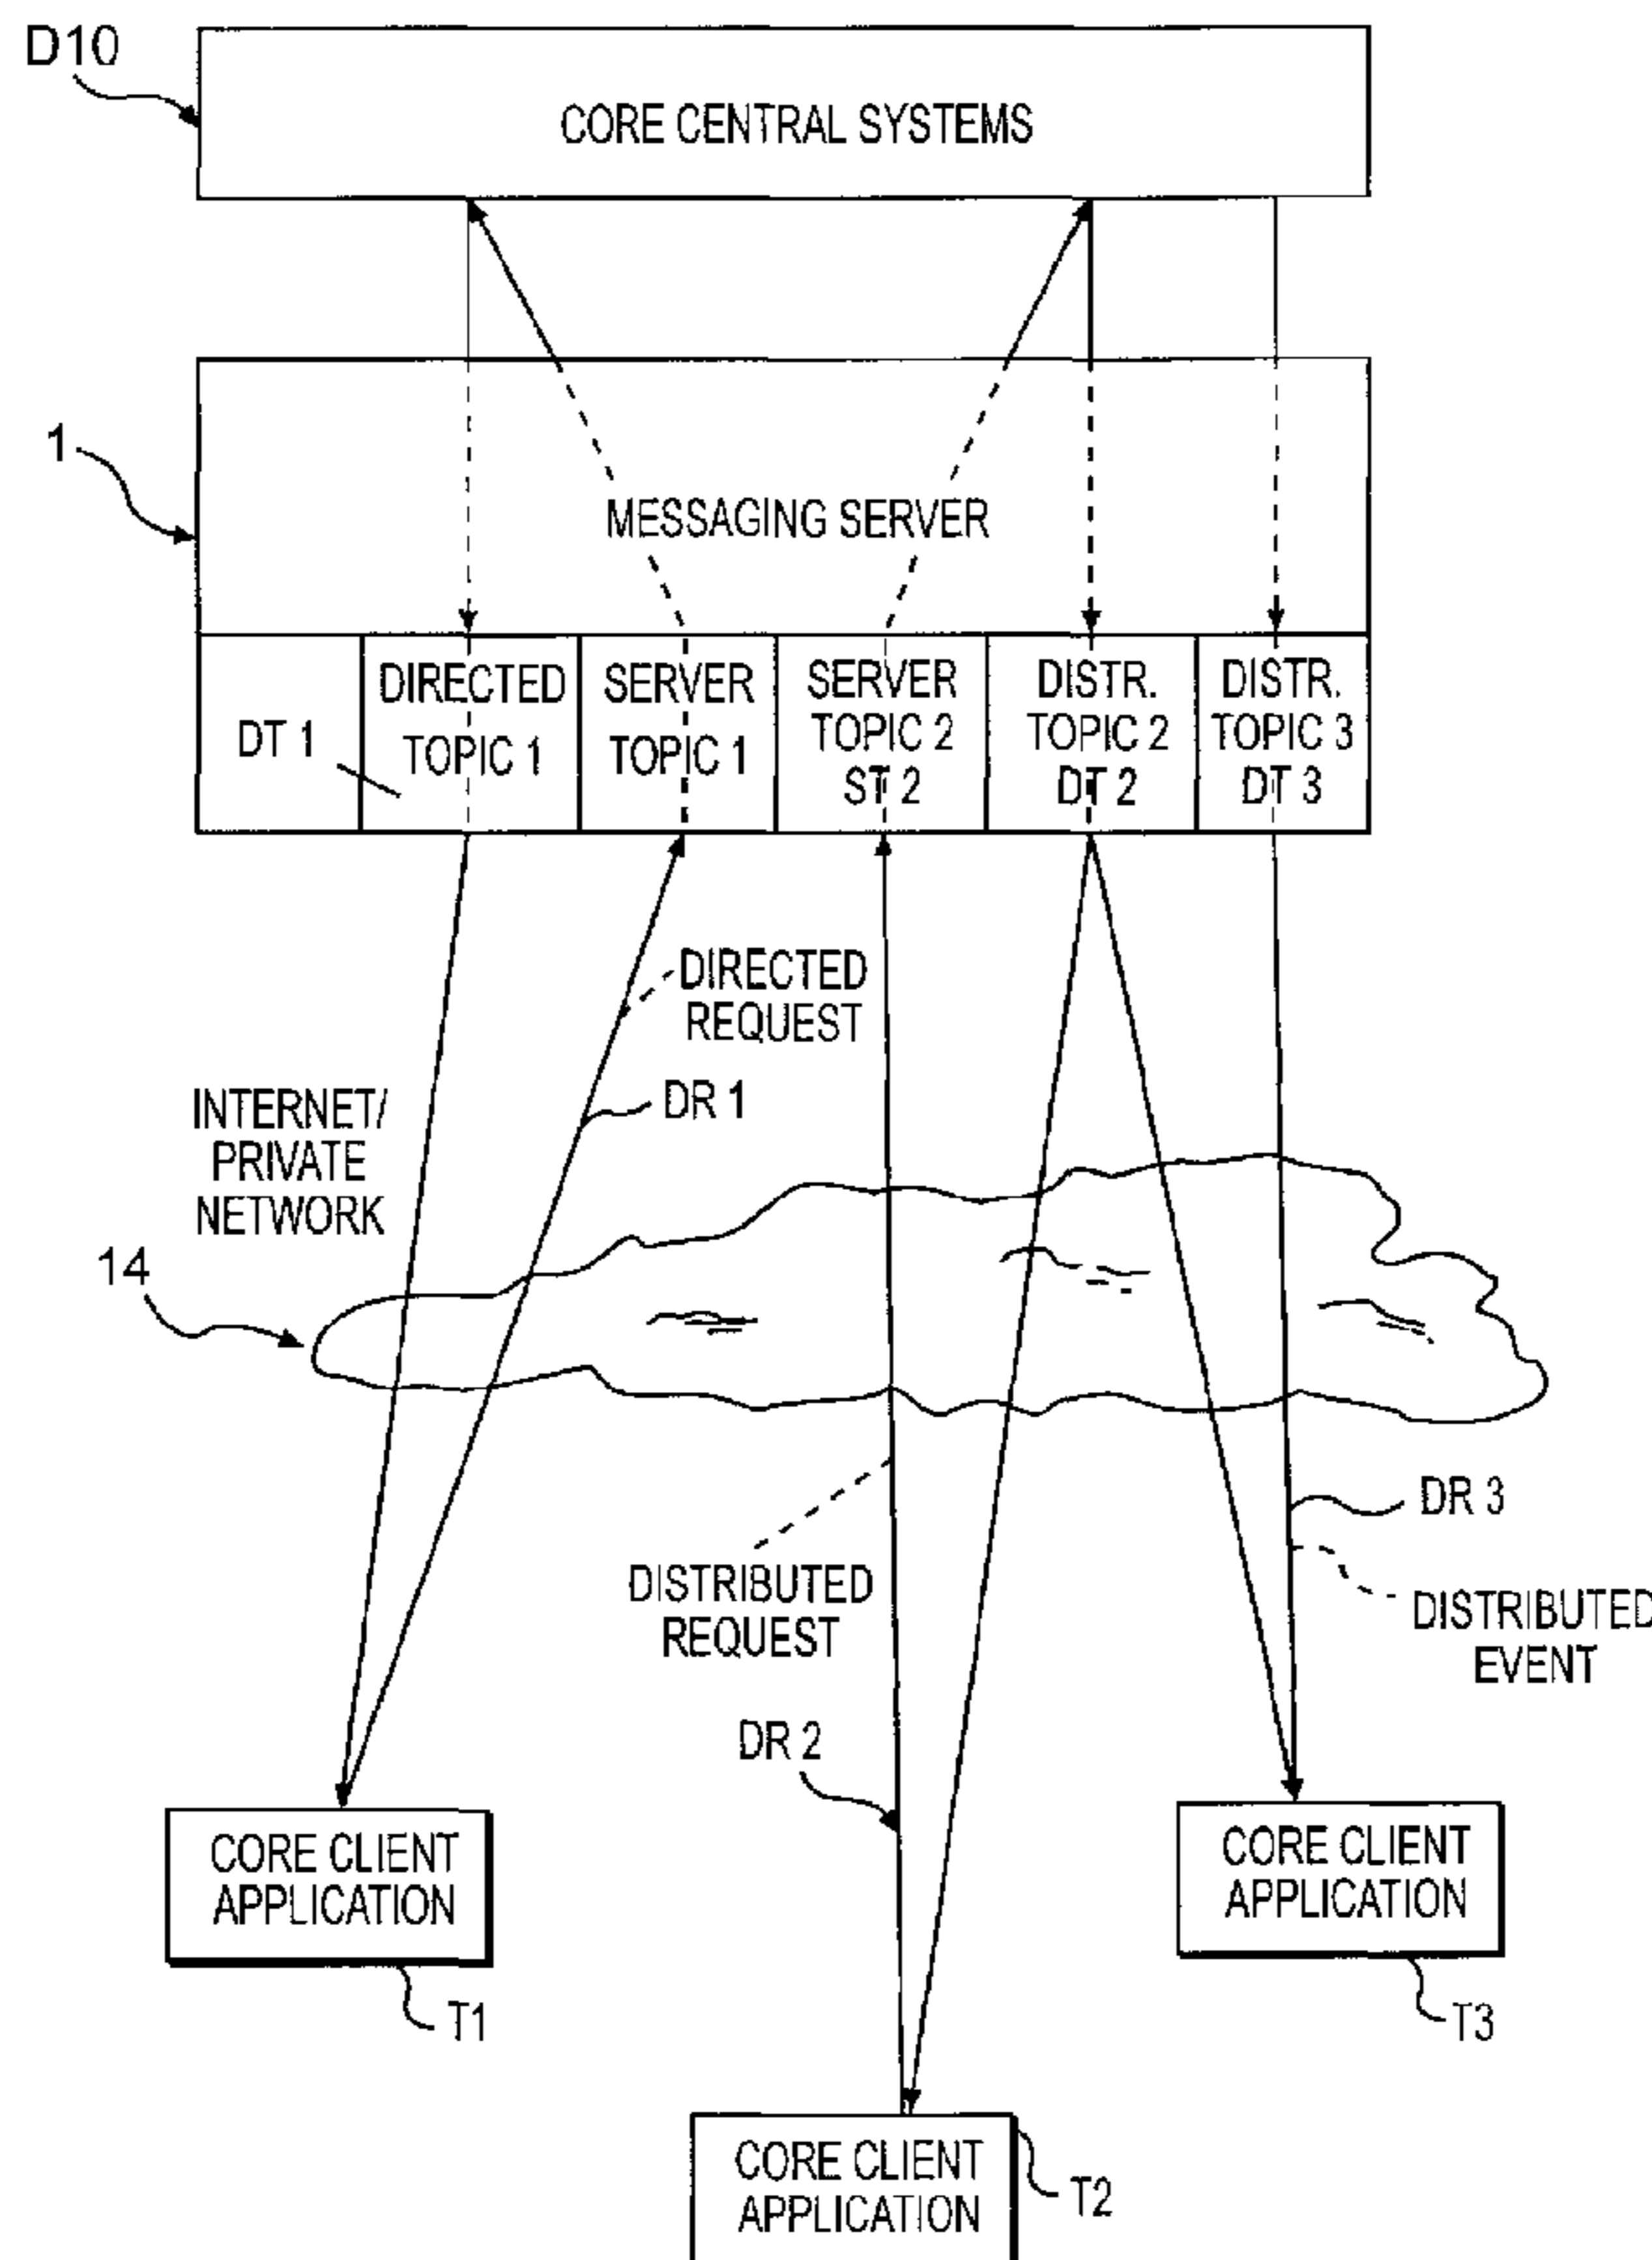 D10
CORE CENTRAL SYSTEMS
1
MESSAGING SERVER
DT 1
DIRECTED
TOPIC 1
SERVER
TOPIC 1
SERVER
TOPIC 2
ST 2
DISTR.
TOPIC 2
DT 2
DISTR.
TOPIC 3
DT 3
DIRECTED
REQUEST
DR 1
INTERNET/
PRIVATE
NETWORK
14
DR 3
DISTRIBUTED
REQUEST
DISTRIBUTED
EVENT
DR 2
CORE CLIENT
APPLICATION
T1
CORE CLIENT
APPLICATION
T3
CORE CLIENT
APPLICATION
T2